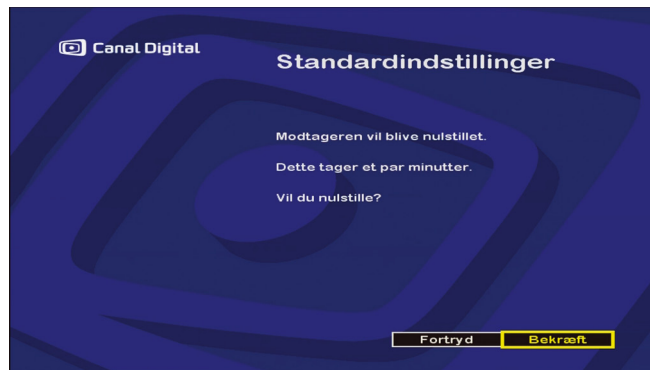 Canal Digital
Standardindstillinger
Modtageren vil blive nulstillet.
Dette tager et par minutter.
Vil du nulstille?
Fortryd
Bekræft